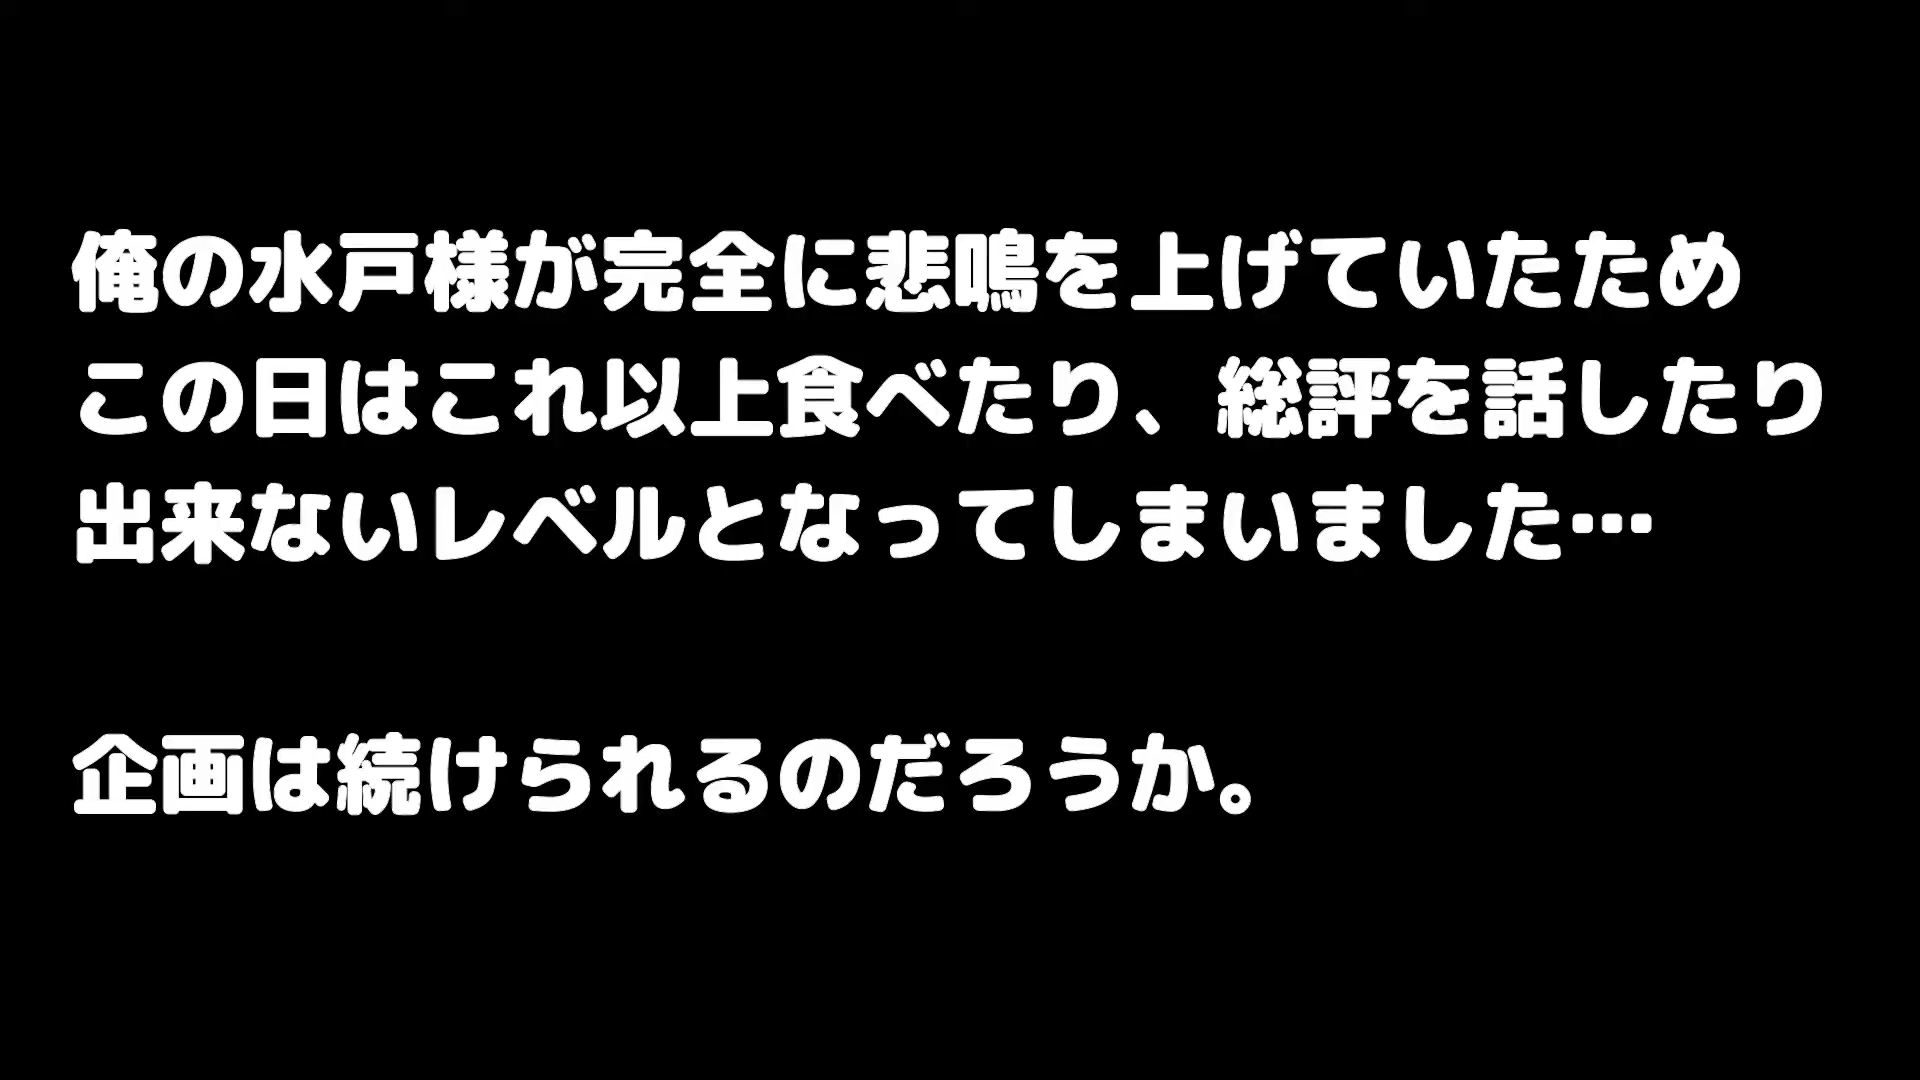 俺の水戸様が完全に悲鳴を上げていたため
この日はこれ以上食べたり、総評を話したり
出来ないレベルとなってしまいました…
企画は続けられるのだろうか。